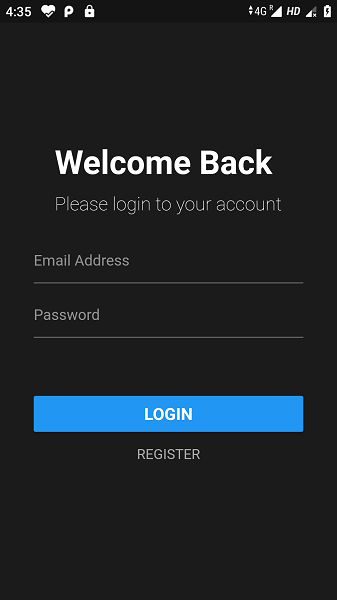 4:35 4G R HD
Welcome Back
Please login to your account
Email Address
Password
LOGIN
REGISTER